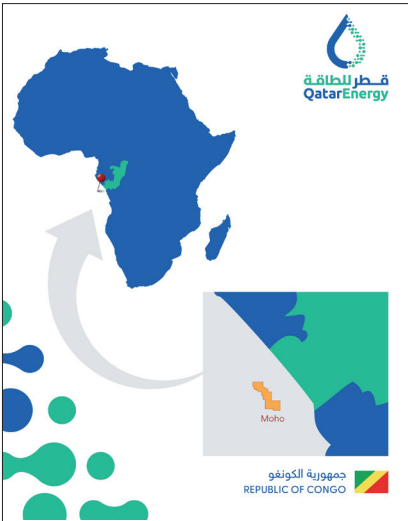 قطر للطاقة
QatarEnergy
Moho
جمهورية الكونغو
REPUBLIC OF CONGO